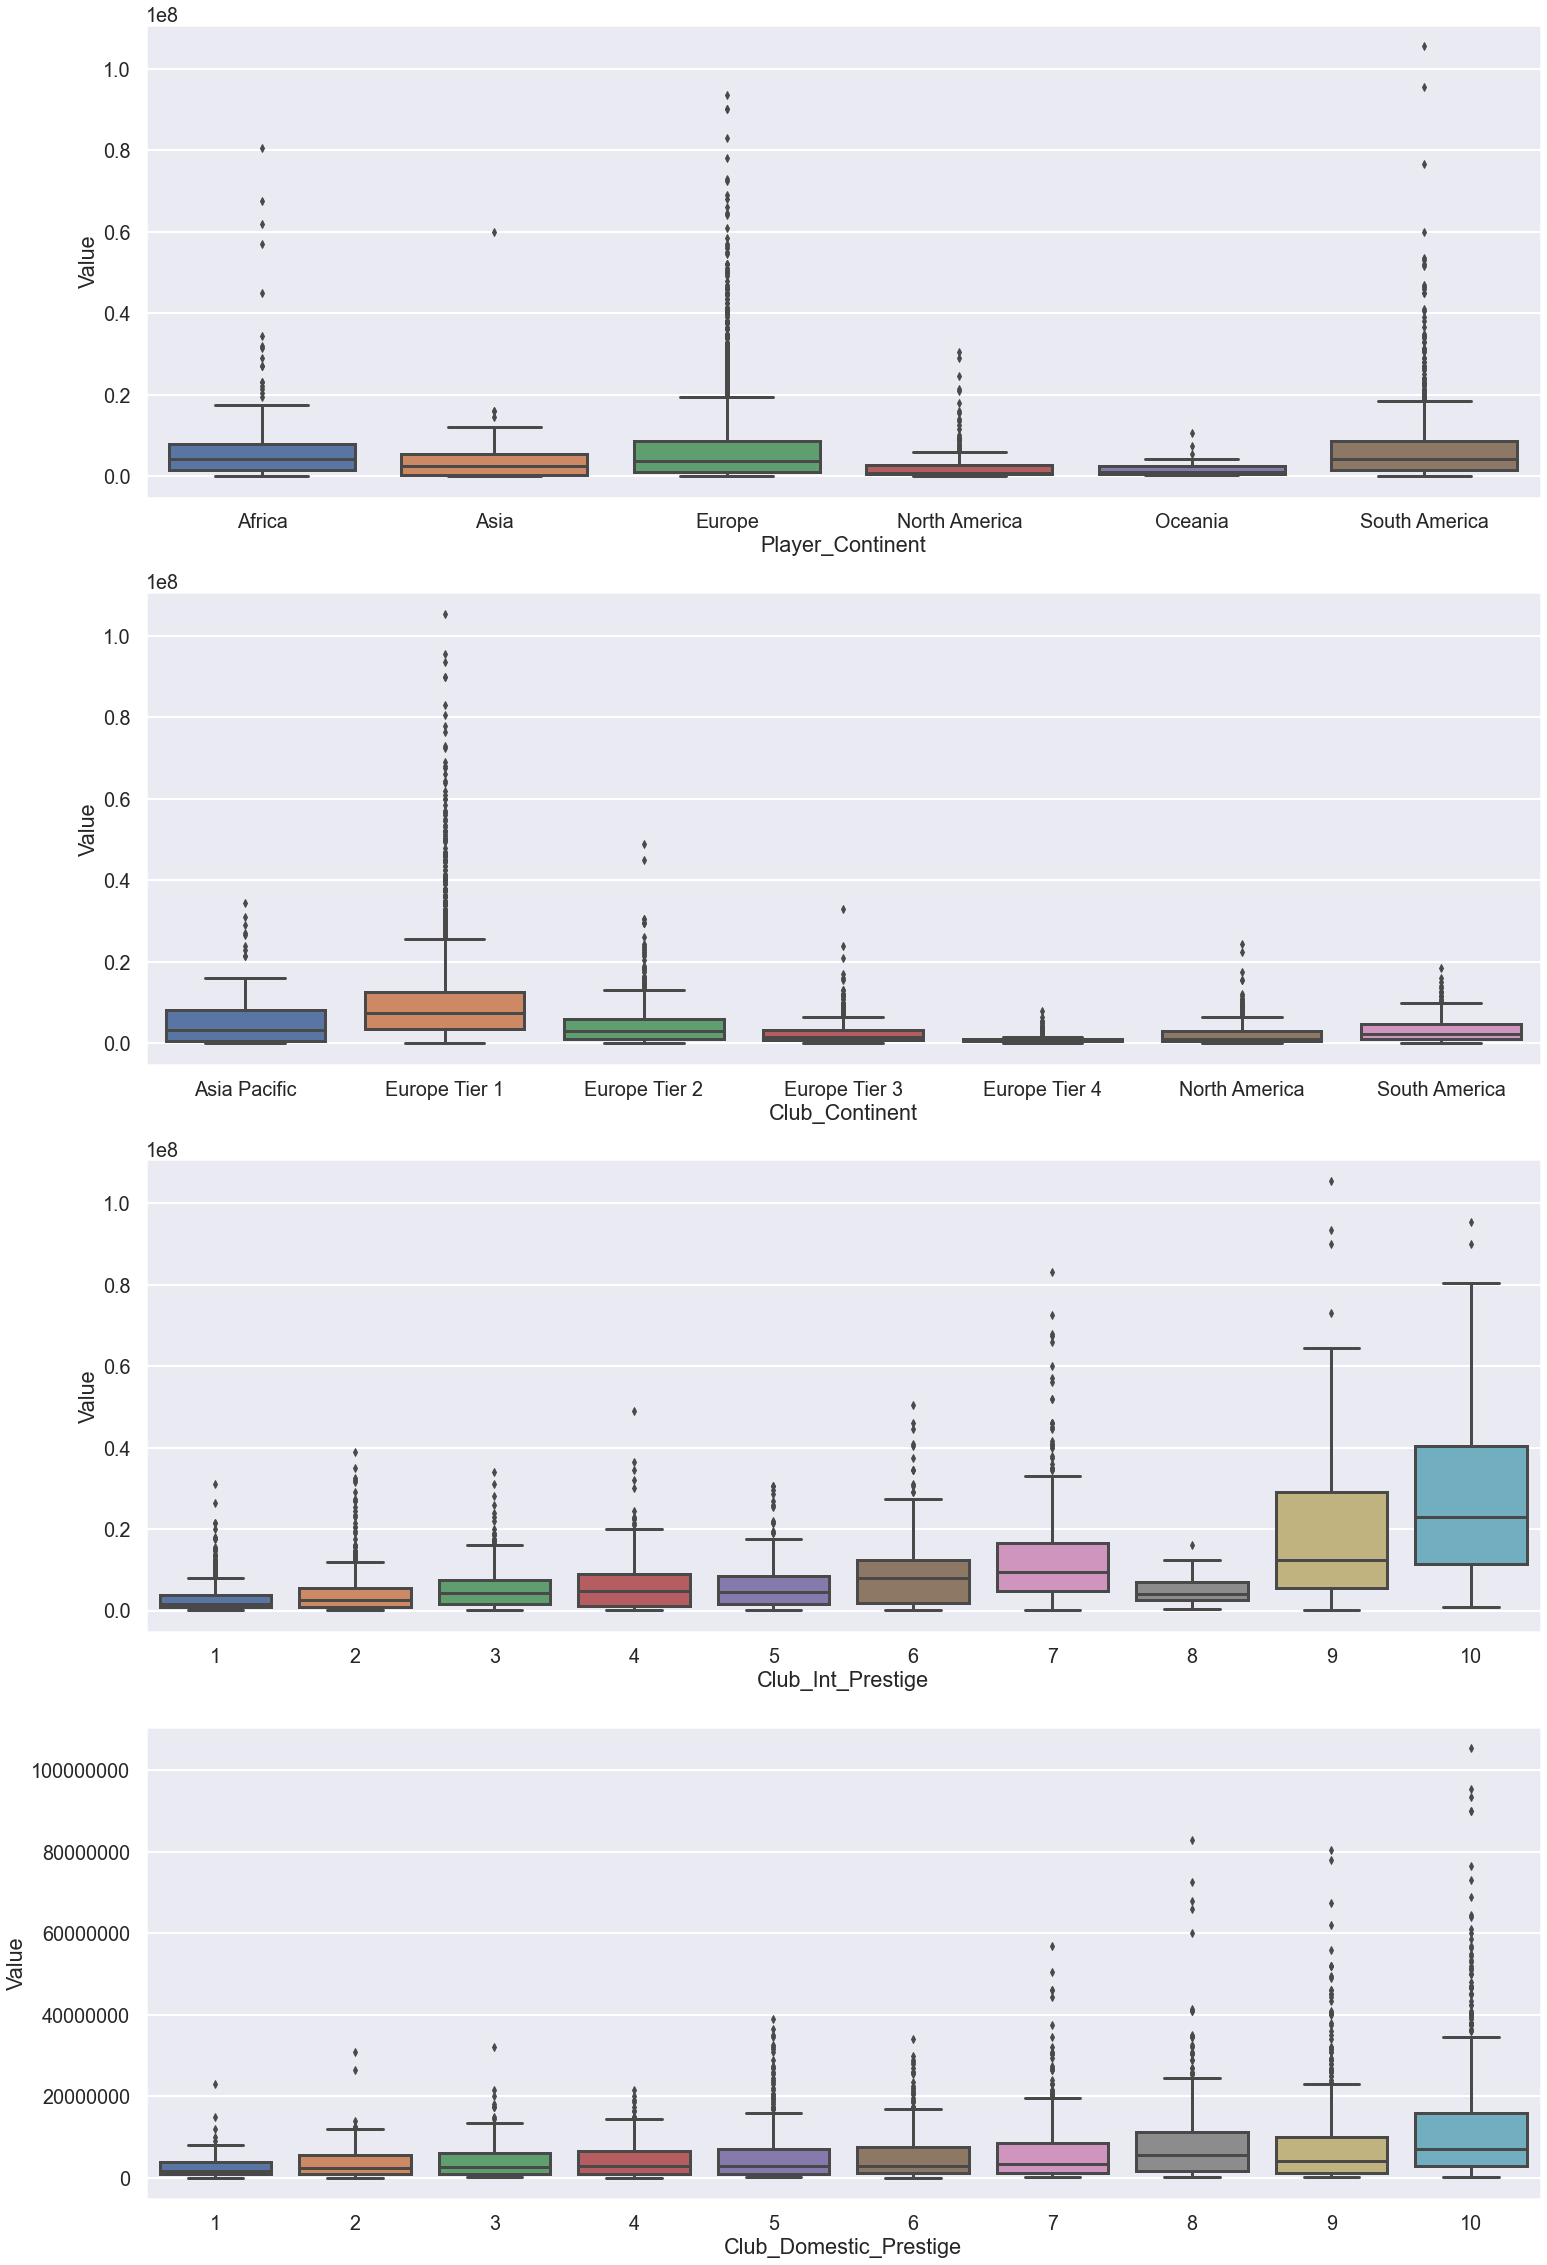 1e8
1.0
0.8
0.6
0.4
0.2
0.0
Value
Africa Asia Europe North America Oceania South America
Player_Continent
1e8
1.0
0.8
0.6
0.4
0.2
0.0
Value
Asia Pacific Europe Tier 1 Europe Tier 2 Europe Tier 3 Europe Tier 4 North America South America
Club_Continent
1e8
1.0
0.8
0.6
0.4
0.2
0.0
Value
1 2 3 4 5 6 7 8 9 10
Club_Int_Prestige
100000000
80000000
60000000
40000000
20000000
0
Value
1 2 3 4 5 6 7 8 9 10
Club_Domestic_Prestige